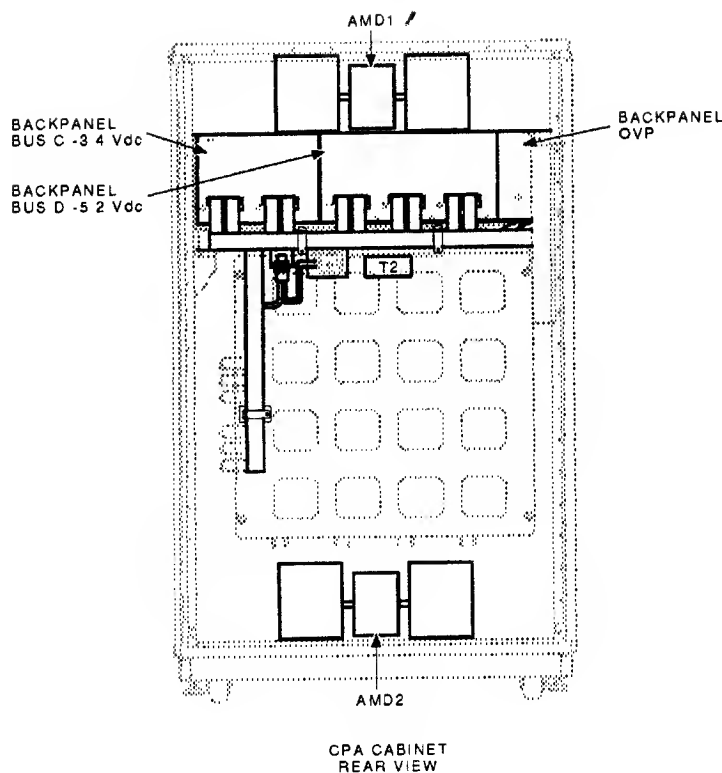 AMD1
BACKPANEL
BUS C -3 4 Vdc
BACKPANEL
OVP
BACKPANEL
BUS D -5 2 Vdc
T2
AMD2
CPA CABINET
REAR VIEW